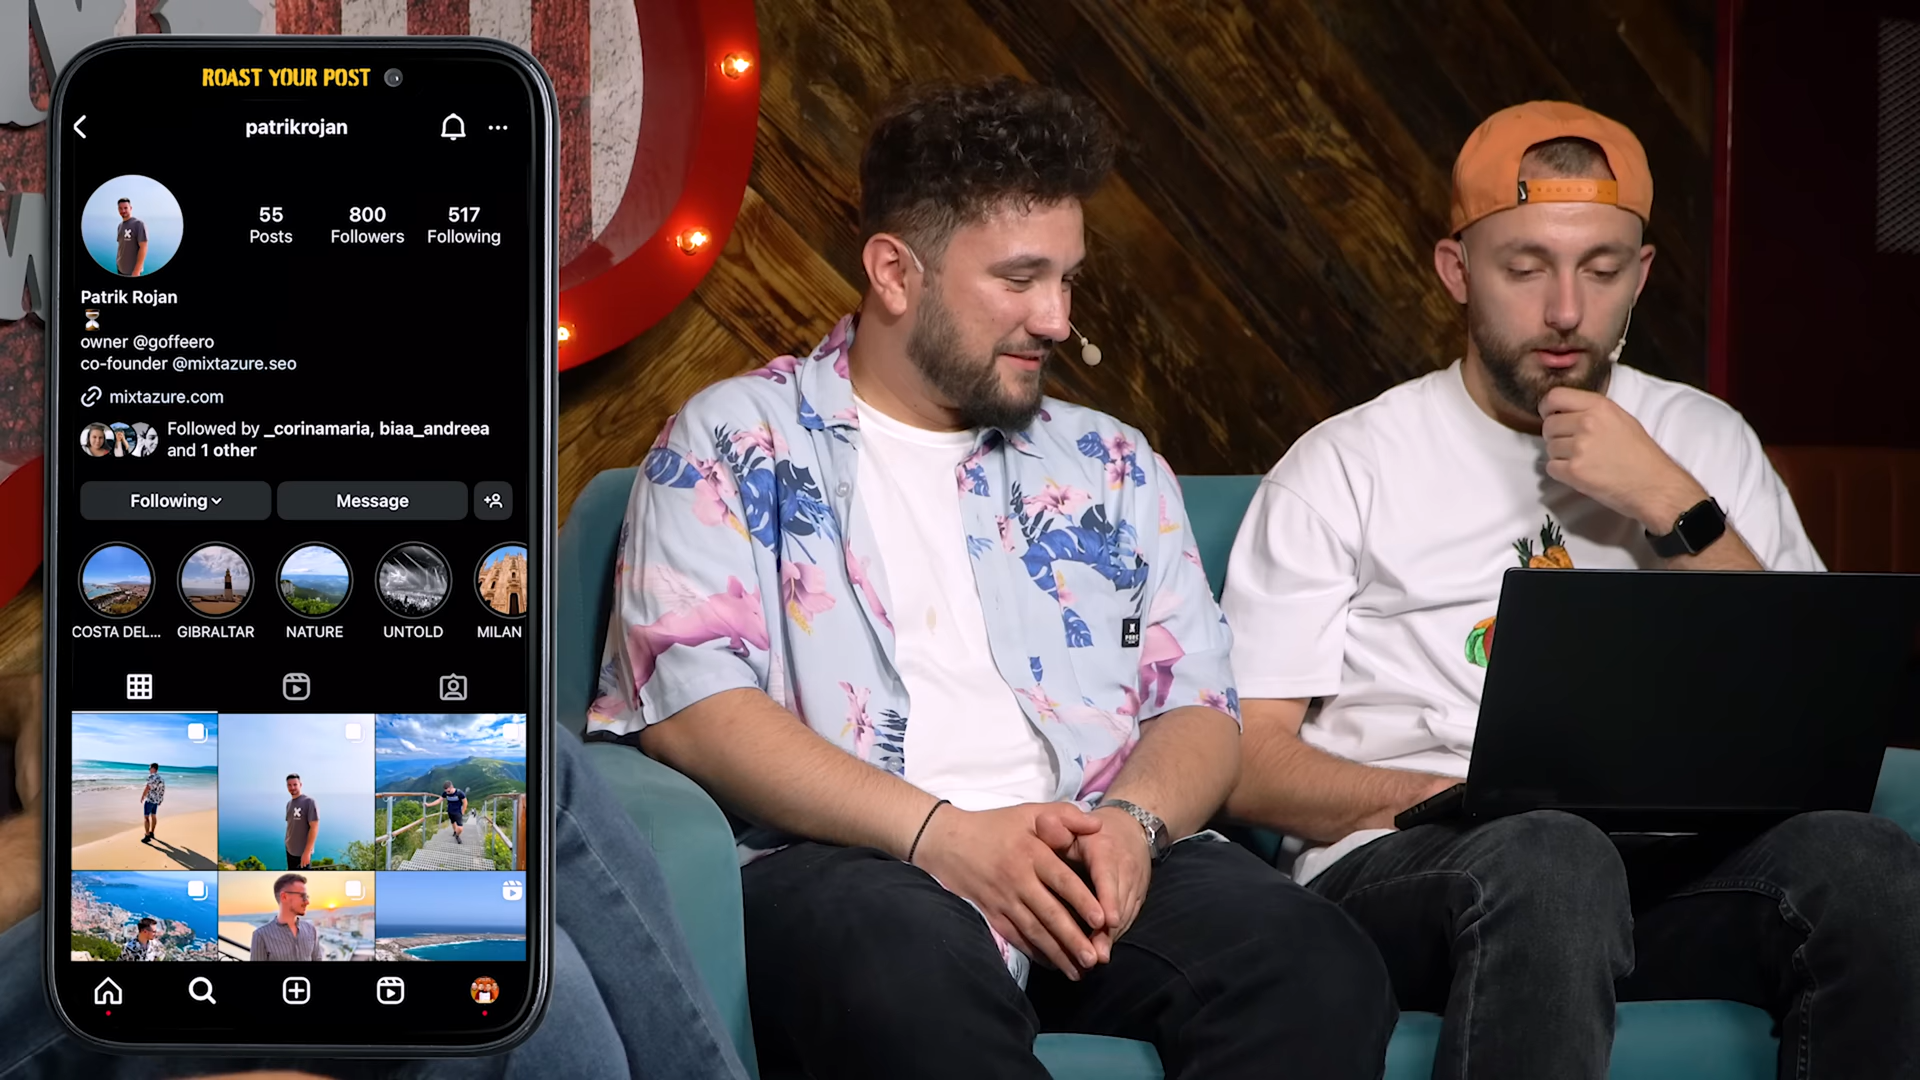 ROAST YOUR POST
patrikrojan
55
Posts
800
Followers
517
Following
Patrik Rojan
owner @goffeero
co-founder @mixtazure.seo
mixtazure.com
Followed by _corinamaria, biaa_andreea
and 1 other
Following
Message
COSTA DEL...
GIBRALTAR
NATURE
UNTOLD
MILAN